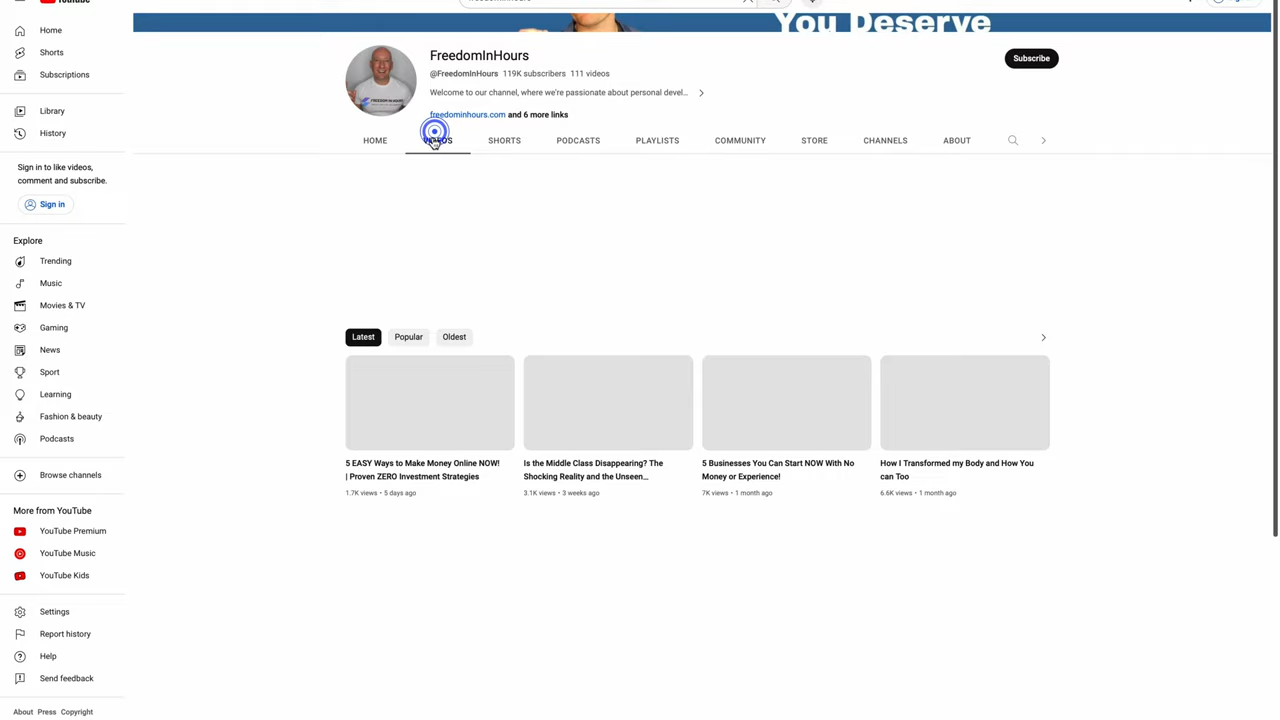 You Deserve
FreedomInHours
@FreedomInHours 119K subscribers 111 videos
Subscribe
Welcome to our channel, where we're passionate about personal devel...
freedominhours.com and 6 more links
HOME VIDEOS SHORTS PODCASTS PLAYLISTS COMMUNITY STORE CHANNELS ABOUT
Home
Shorts
Subscriptions
Library
History
Sign in to like videos,
comment and subscribe.
Sign in
Explore
Trending
Music
Movies & TV
Gaming
News
Sport
Learning
Fashion & beauty
Podcasts
Browse channels
More from YouTube
YouTube Premium
YouTube Music
YouTube Kids
Settings
Report history
Help
Send feedback
About Press Copyright
Latest Popular Oldest
5 EASY Ways to Make Money Online NOW!
| Proven ZERO Investment Strategies
1.7K views • 5 days ago
Is the Middle Class Disappearing? The
Shocking Reality and the Unseen...
3.1K views • 3 weeks ago
5 Businesses You Can Start NOW With No
Money or Experience!
7K views • 1 month ago
How I Transformed my Body and How You
can Too
6.6K views • 1 month ago